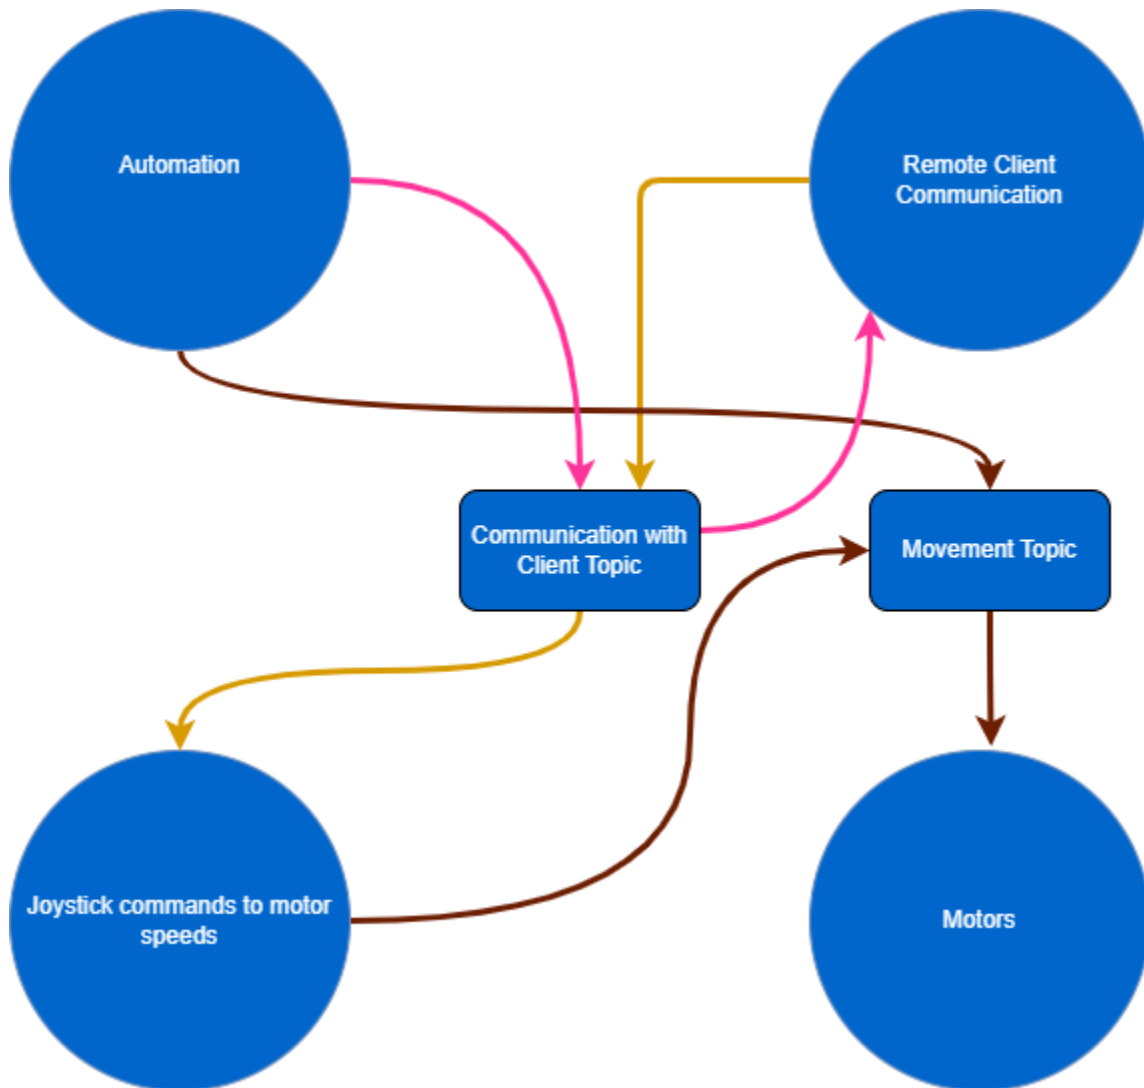 Automation
Remote Client
Communication
Communication with
Client Topic
Movement Topic
Joystick commands to motor
speeds
Motors